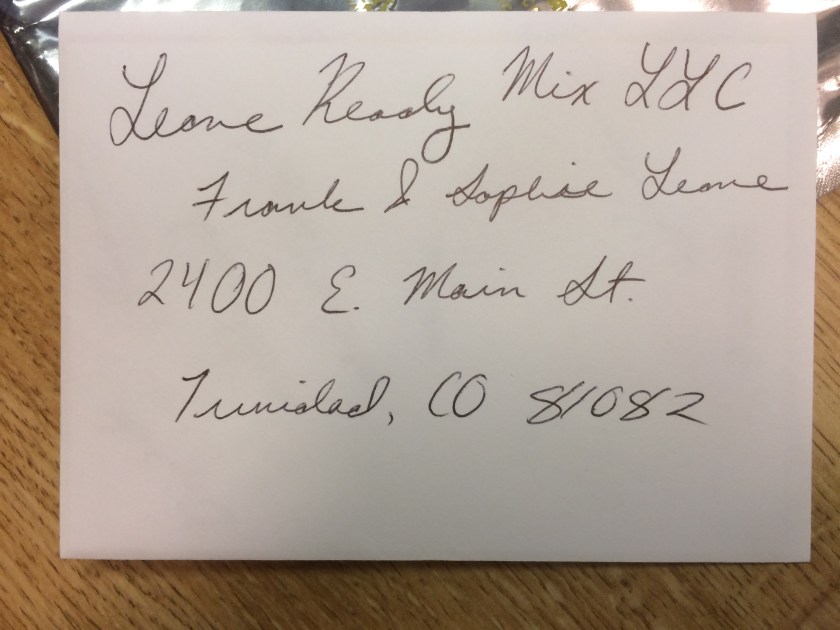 Leone Ready Mix LLC
Frank & Sophie Leone
2400 E. Main St.
Trinidad, CO 81082